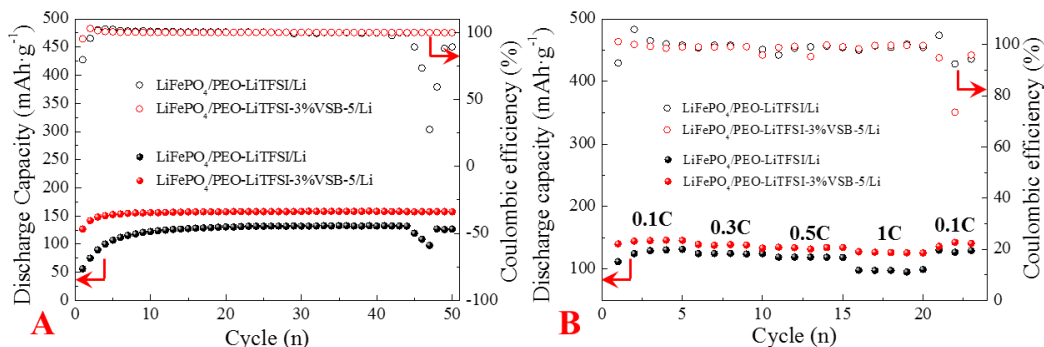 Discharge Capacity (mAh·g⁻¹)
500
450
400
350
300
250
200
150
100
50
0
LiFePO₄/PEO-LiTFSI/Li
LiFePO₄/PEO-LiTFSI-3%VSB-5/Li
LiFePO₄/PEO-LiTFSI/Li
LiFePO₄/PEO-LiTFSI-3%VSB-5/Li
100
50
0
-50
-100
Coulombic efficiency (%)
0 10 20 30 40 50
Cycle (n)
A
Discharge capacity (mAh·g⁻¹)
500
450
400
350
300
250
200
150
100
LiFePO₄/PEO-LiTFSI/Li
LiFePO₄/PEO-LiTFSI-3%VSB-5/Li
LiFePO₄/PEO-LiTFSI/Li
LiFePO₄/PEO-LiTFSI-3%VSB-5/Li
0.1C 0.3C 0.5C 1C 0.1C
100
80
60
40
20
0
Coulombic efficiency (%)
0 5 10 15 20
Cycle (n)
B